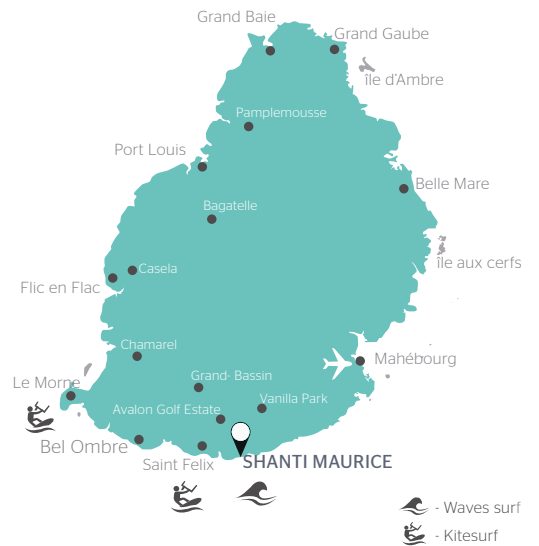 Grand Baie
Grand Gaube
île d'Ambre
Pamplemousse
Port Louis
Belle Mare
Bagatelle
île aux cerfs
Casela
Flic en Flac
Chamarel
Mahébourg
Grand- Bassin
Le Morne
Vanilla Park
Avalon Golf Estate
Bel Ombre
Saint Felix
SHANTI MAURICE
- Waves surf
- Kitesurf